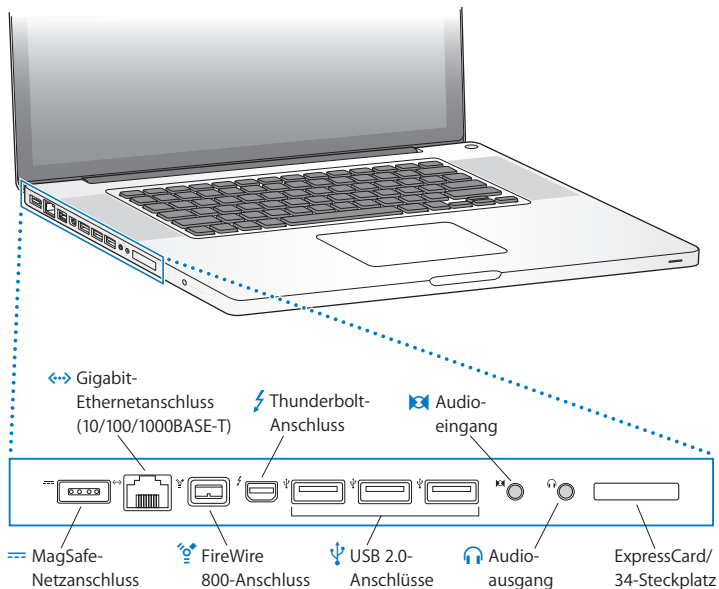 Gigabit-
Ethernetanschluss
(10/100/1000BASE-T)
Thunderbolt-
Anschluss
Audio-
eingang
MagSafe-
Netzanschluss
FireWire
800-Anschluss
USB 2.0-
Anschlüsse
Audio-
ausgang
ExpressCard/
34-Steckplatz